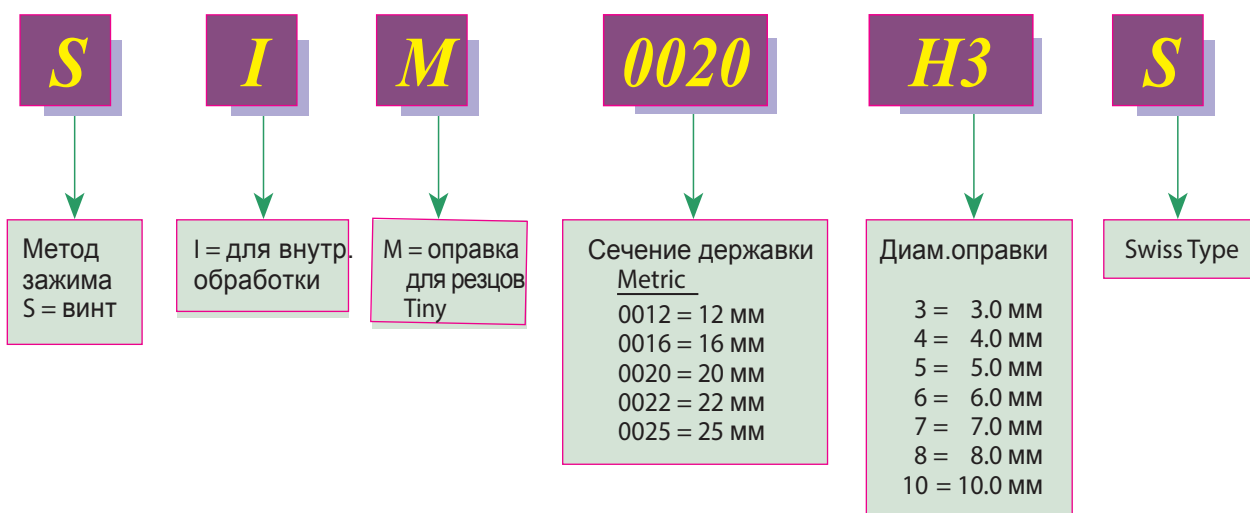 S I M 0020 H3 S
Метод
зажима
S = винт
I = для внутр.
обработки
M = оправка
для резцов
Tiny
Сечение державки
Metric
0012 = 12 мм
0016 = 16 мм
0020 = 20 мм
0022 = 22 мм
0025 = 25 мм
Диам.оправки
3 = 3.0 мм
4 = 4.0 мм
5 = 5.0 мм
6 = 6.0 мм
7 = 7.0 мм
8 = 8.0 мм
10 = 10.0 мм
Swiss Type